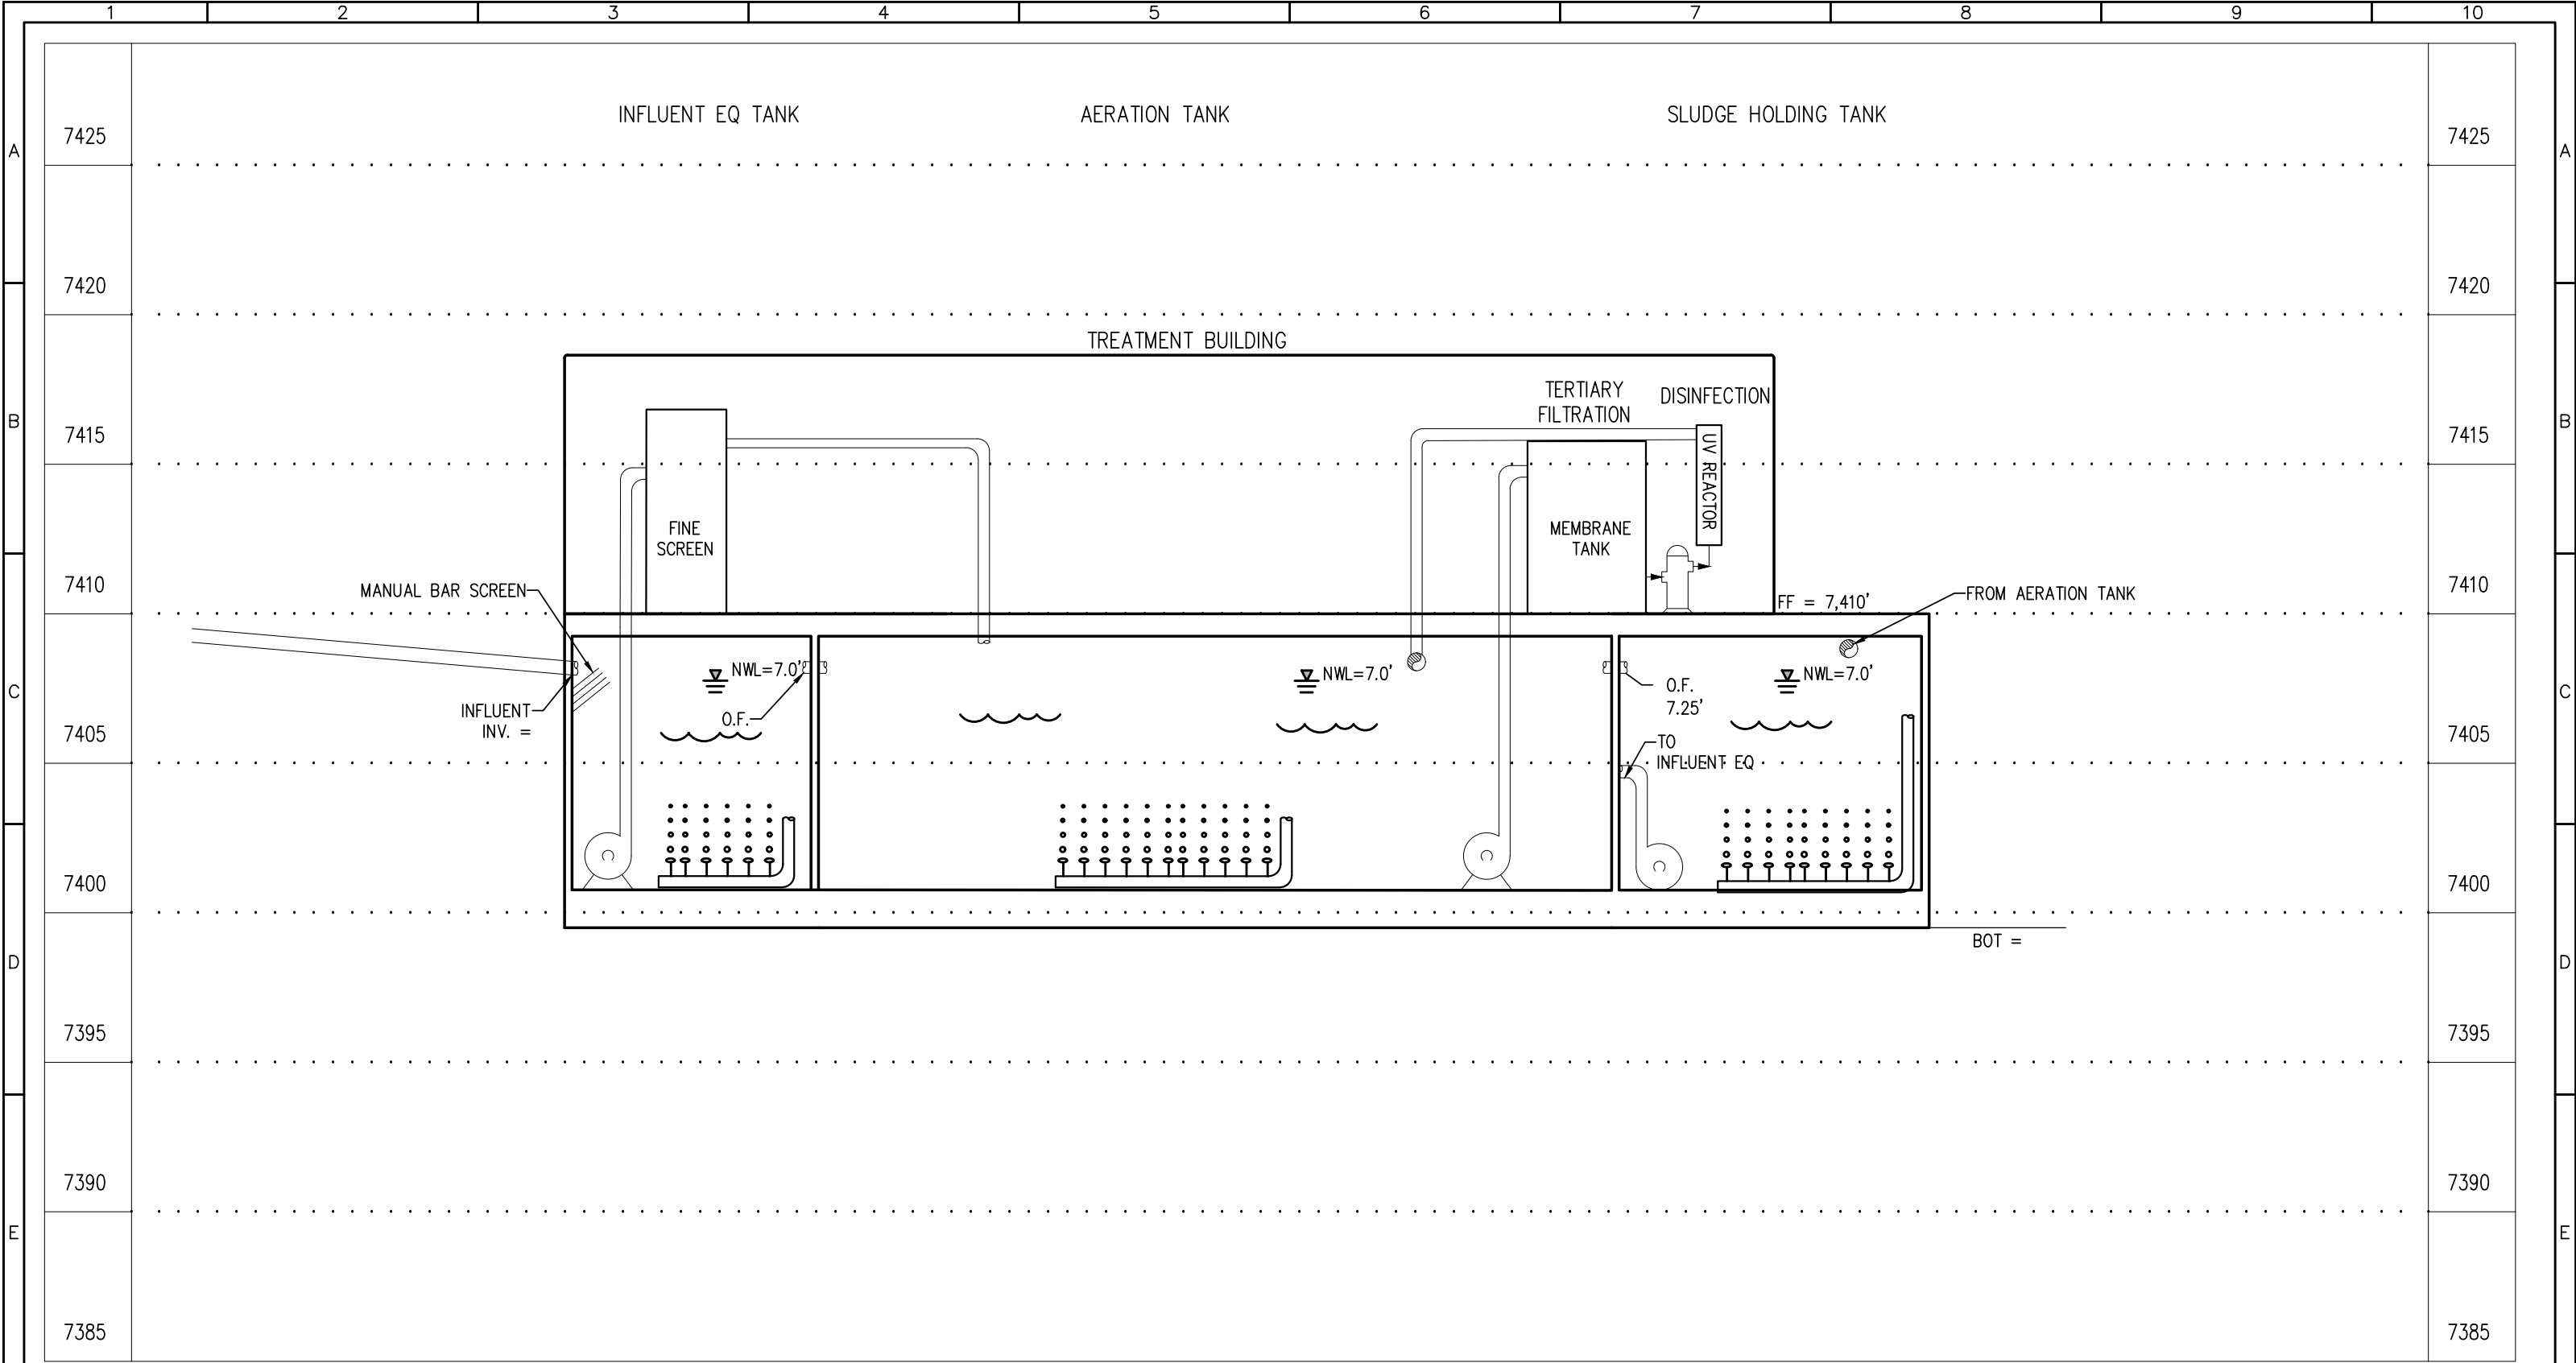 1 2 3 4 5 6 7 8 9 10
INFLUENT EQ TANK
AERATION TANK
SLUDGE HOLDING TANK
A 7425 7425 A
7420 7420
TREATMENT BUILDING
TERTIARY
FILTRATION
DISINFECTION
B 7415 7415 B
UV REACTOR
FINE
SCREEN
MEMBRANE
TANK
7410 7410
MANUAL BAR SCREEN
FF = 7,410'
FROM AERATION TANK
C C
NWL=7.0'
NWL=7.0'
NWL=7.0'
INFLUENT
INV. =
O.F.
O.F.
7.25'
7405 7405
TO
INFLUENT EQ
7400 7400
BOT =
D D
7395 7395
7390 7390
E E
7385 7385